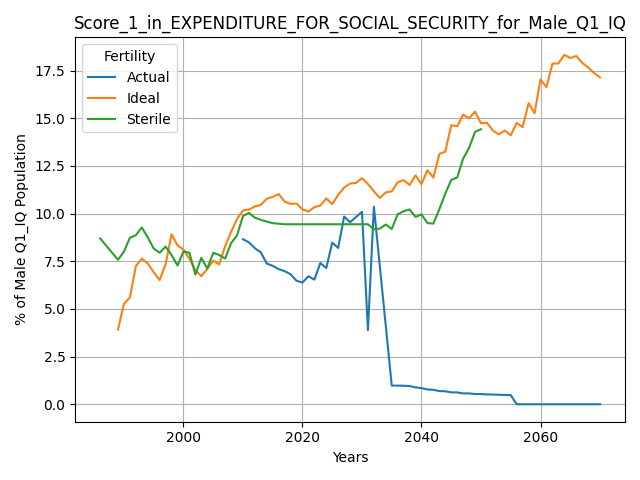 Score_1_in_EXPENDITURE_FOR_SOCIAL_SECURITY_for_Male_Q1_IQ
Fertility
Actual
Ideal
Sterile
% of Male Q1_IQ Population
17.5
15.0
12.5
10.0
7.5
5.0
2.5
0.0
2000 2020 2040 2060
Years